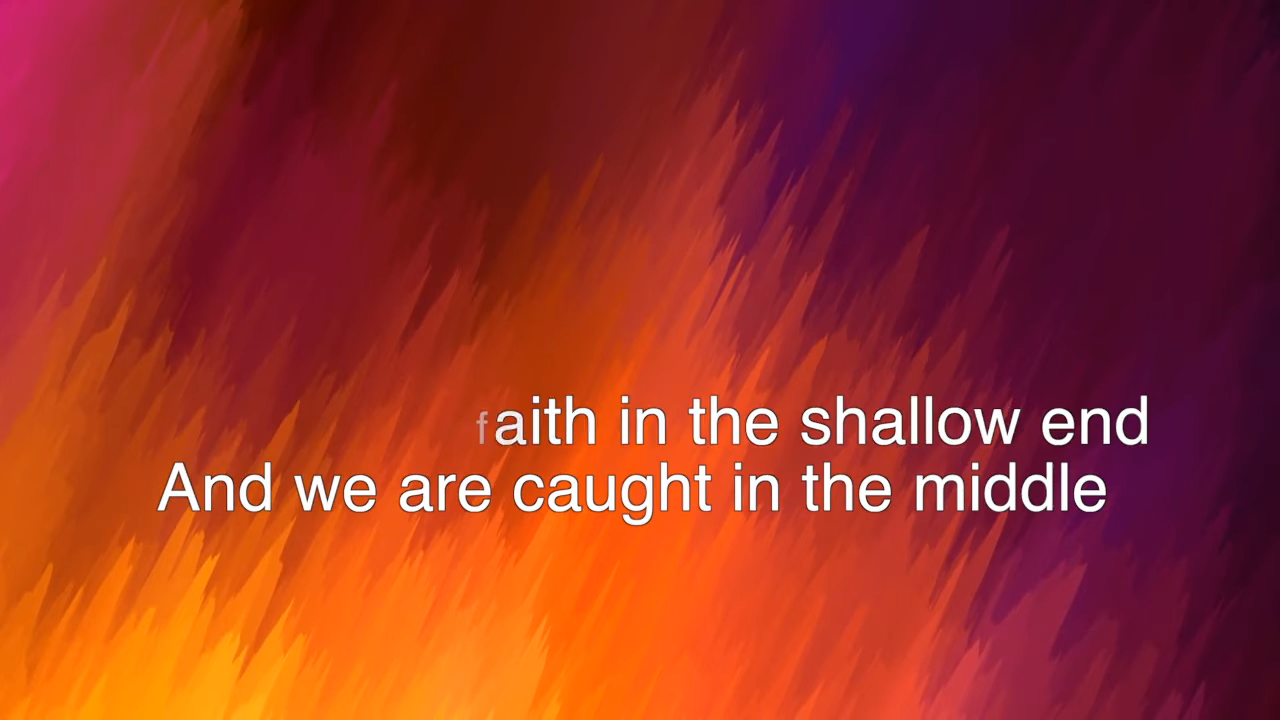 faith in the shallow end
And we are caught in the middle